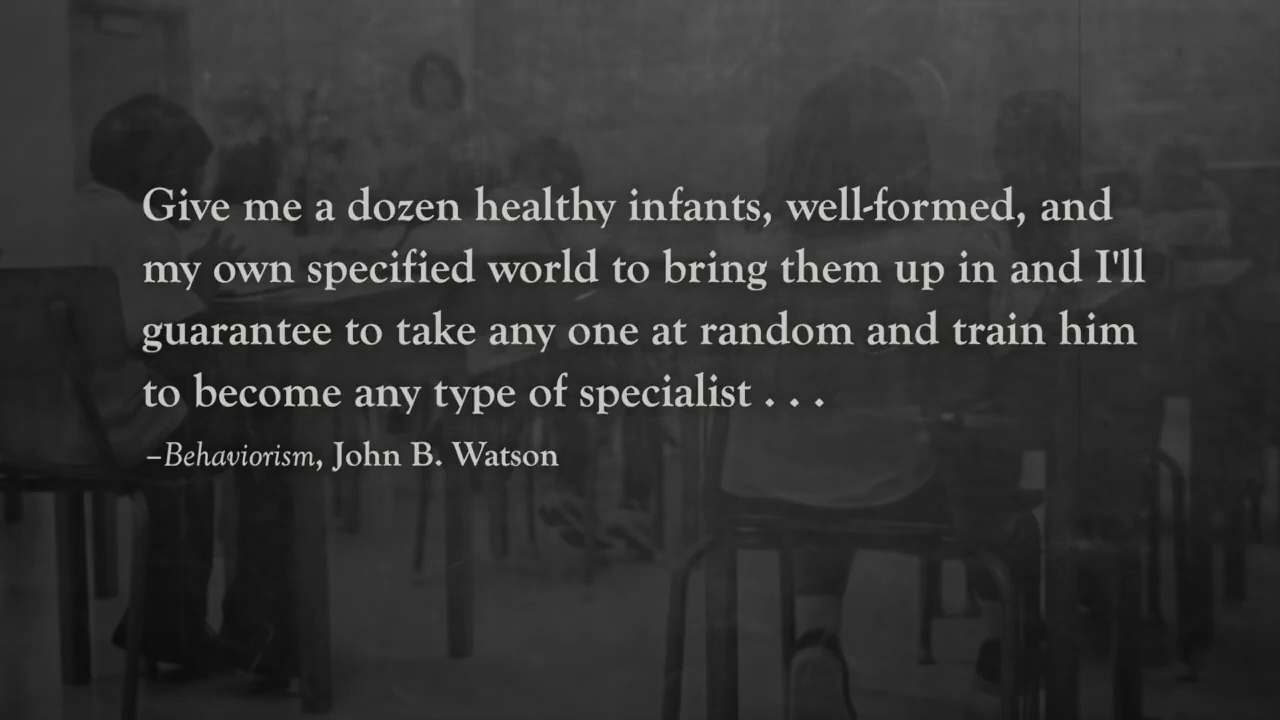 Give me a dozen healthy infants, well-formed, and
my own specified world to bring them up in and I'll
guarantee to take any one at random and train him
to become any type of specialist . . .
–Behaviorism, John B. Watson